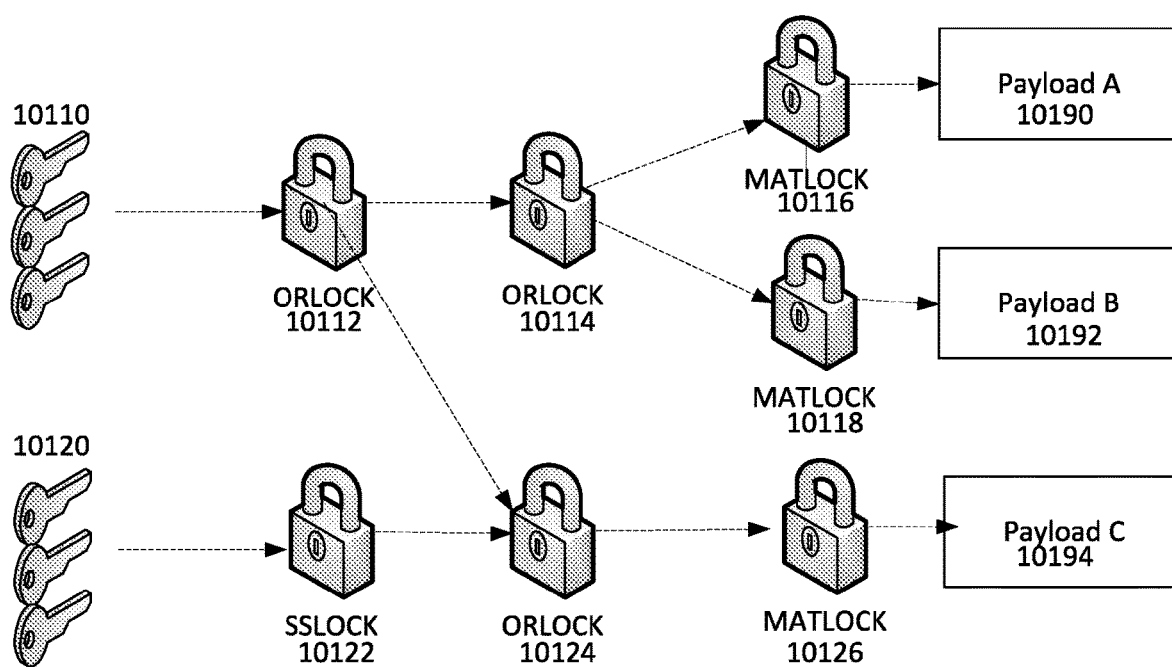 Payload A
10190
10110
MATLOCK
10116
ORLOCK
10112
ORLOCK
10114
Payload B
10192
MATLOCK
10118
10120
Payload C
10194
SSLOCK
10122
ORLOCK
10124
MATLOCK
10126